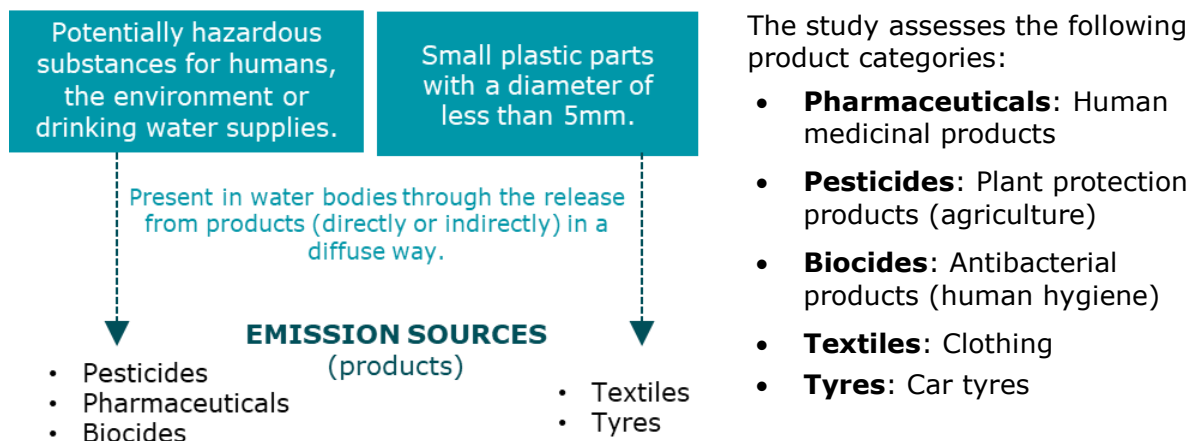 Potentially hazardous
substances for humans,
the environment or
drinking water supplies.
Small plastic parts
with a diameter of
less than 5mm.
Present in water bodies through the release
from products (directly or indirectly) in a
diffuse way.
EMISSION SOURCES
(products)
• Pesticides
• Pharmaceuticals
• Biocides
• Textiles
• Tyres
The study assesses the following
product categories:
• Pharmaceuticals: Human
medicinal products
• Pesticides: Plant protection
products (agriculture)
• Biocides: Antibacterial
products (human hygiene)
• Textiles: Clothing
• Tyres: Car tyres